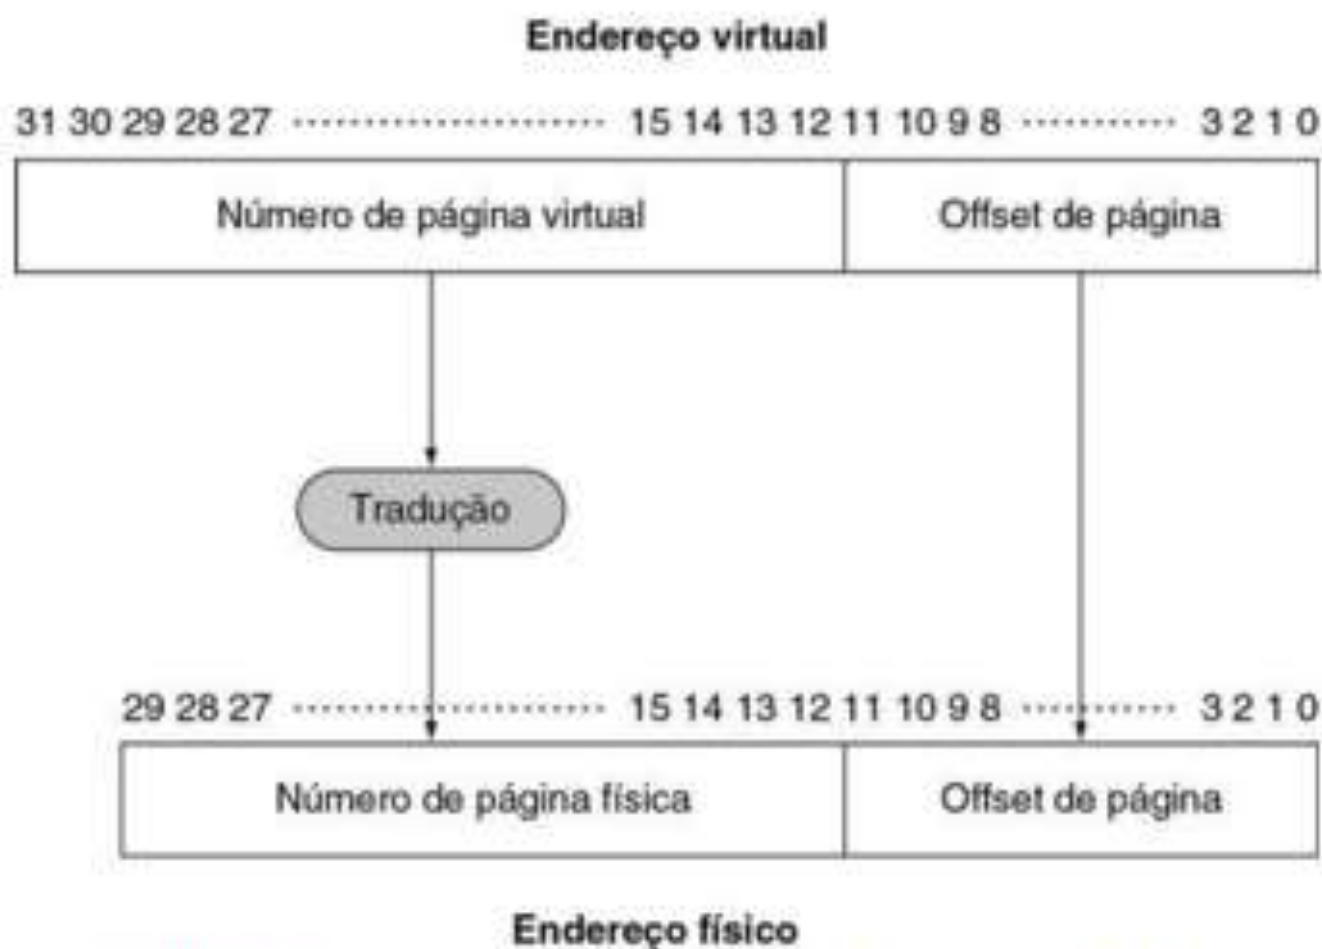 Endereço virtual
31 30 29 28 27 ..................... 15 14 13 12 11 10 9 8 ........... 3 2 1 0
Número de página virtual Offset de página
Tradução
29 28 27 ..................... 15 14 13 12 11 10 9 8 ........... 3 2 1 0
Número de página física Offset de página
Endereço físico